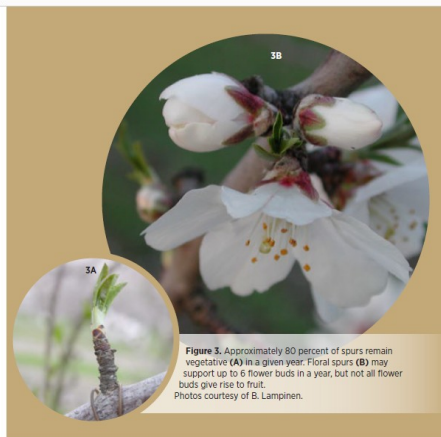 3B
3A
Figure 3. Approximately 80 percent of spurs remain
vegetative (A) in a given year. Floral spurs (B) may
support up to 6 flower buds in a year, but not all flower
buds give rise to fruit.
Photos courtesy of B. Lampinen.